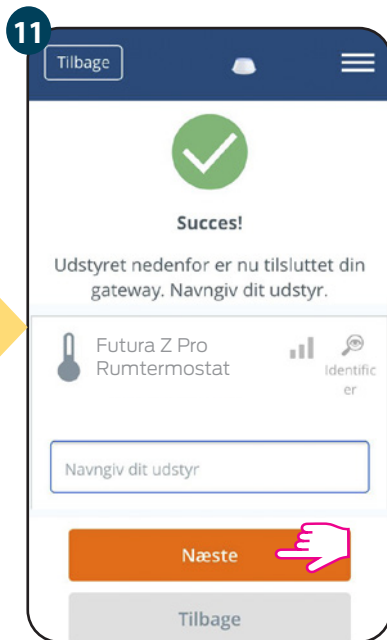 11
Tilbage
Succes!
Udstyret nedenfor er nu tilsluttet din
gateway. Navngiv dit udstyr.
Futura Z Pro
Rumtermostat
Identific
er
Navngiv dit udstyr
Næste
Tilbage